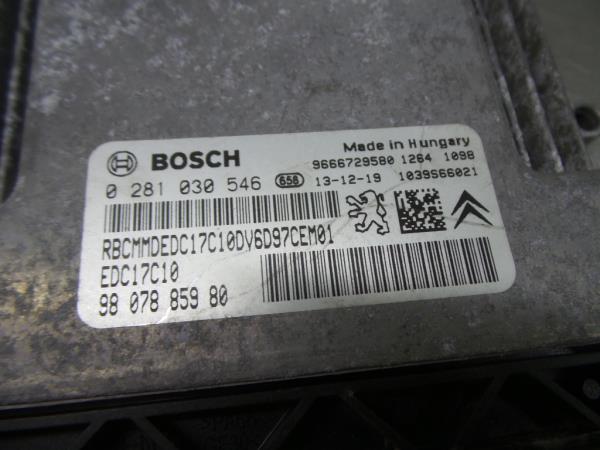 BOSCH
Made in Hungary
9666729580 1264 1098
0 281 030 546 658 13-12-19 1039S66021
RBCMMDEDC17C10DV6D97CEM01
EDC17C10
98 078 859 80